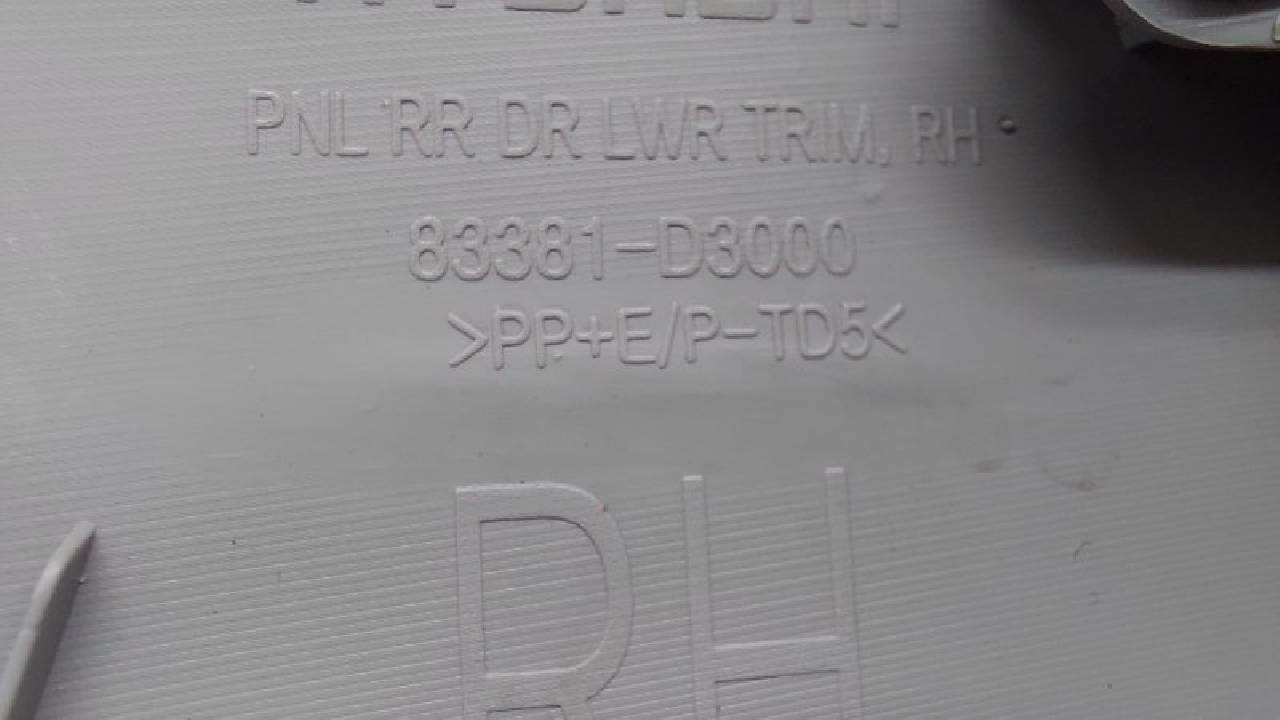 PNL RR DR LWR TRIM, RH
83381-D3000
>PP+E/P-TD5<
RH